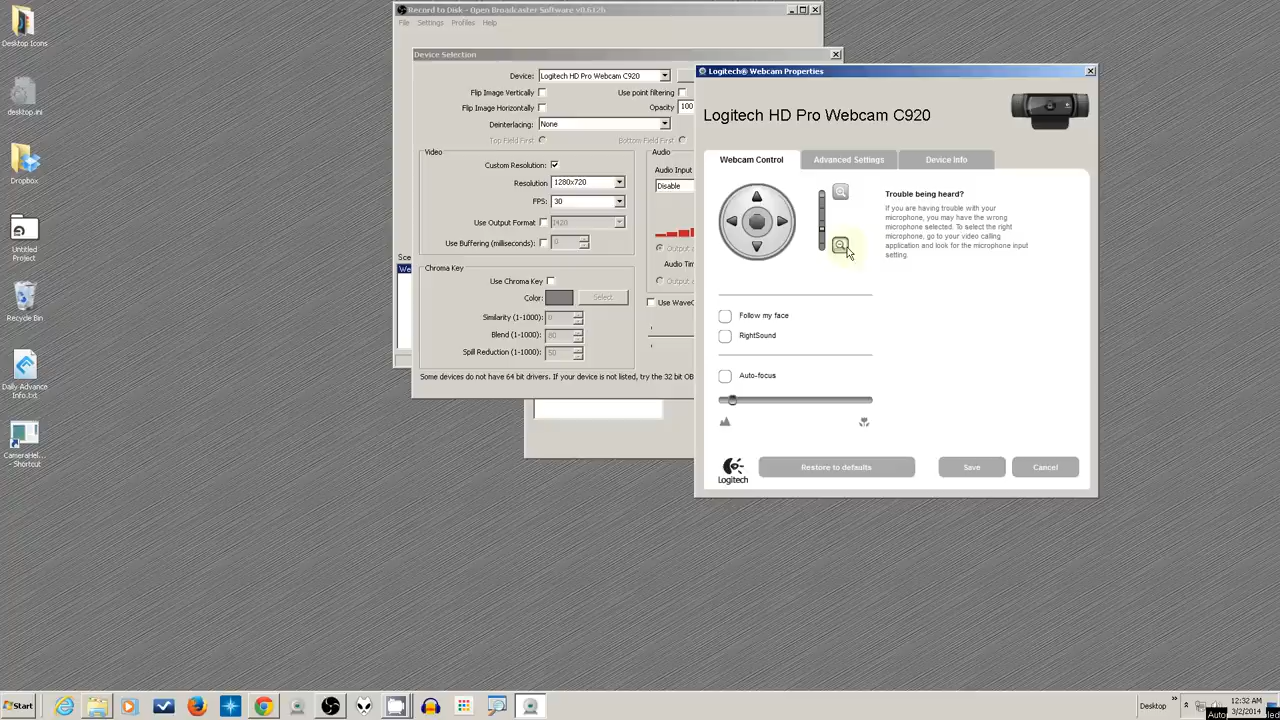 Desktop Icons
desktop.ini
Dropbox
Untitled
Project
Recycle Bin
Daily Advance
Info.txt
CameraHel...
- Shortcut
Record to Disk - Open Broadcaster Software v0.612b
File Settings Profiles Help
Device Selection
Device: Logitech HD Pro Webcam C920
Flip Image Vertically
Use point filtering
Flip Image Horizontally
Opacity 100
Deinterlacing: None
Top Field First
Bottom Field First
Video
Custom Resolution:
Resolution 1280x720
FPS: 30
Use Output Format I420
Use Buffering (milliseconds): 0
Chroma Key
Use Chroma Key
Color: Select
Similarity (1-1000): 0
Blend (1-1000): 80
Spill Reduction (1-1000): 50
Audio
Audio Input
Disable
Output
Audio
Output
Some devices do not have 64 bit drivers. If your device is not listed, try the 32 bit
Logitech® Webcam Properties
Logitech HD Pro Webcam C920
Webcam Control
Advanced Settings
Device Info
Trouble being heard?
If you are having trouble with your
microphone, you may have the wrong
microphone selected. To select the right
microphone, go to your video calling
application and look for the microphone input
setting.
Follow my face
RightSound
Auto-focus
Logitech
Restore to defaults
Save
Cancel
Start
Desktop
12:32 AM
3/2/2014